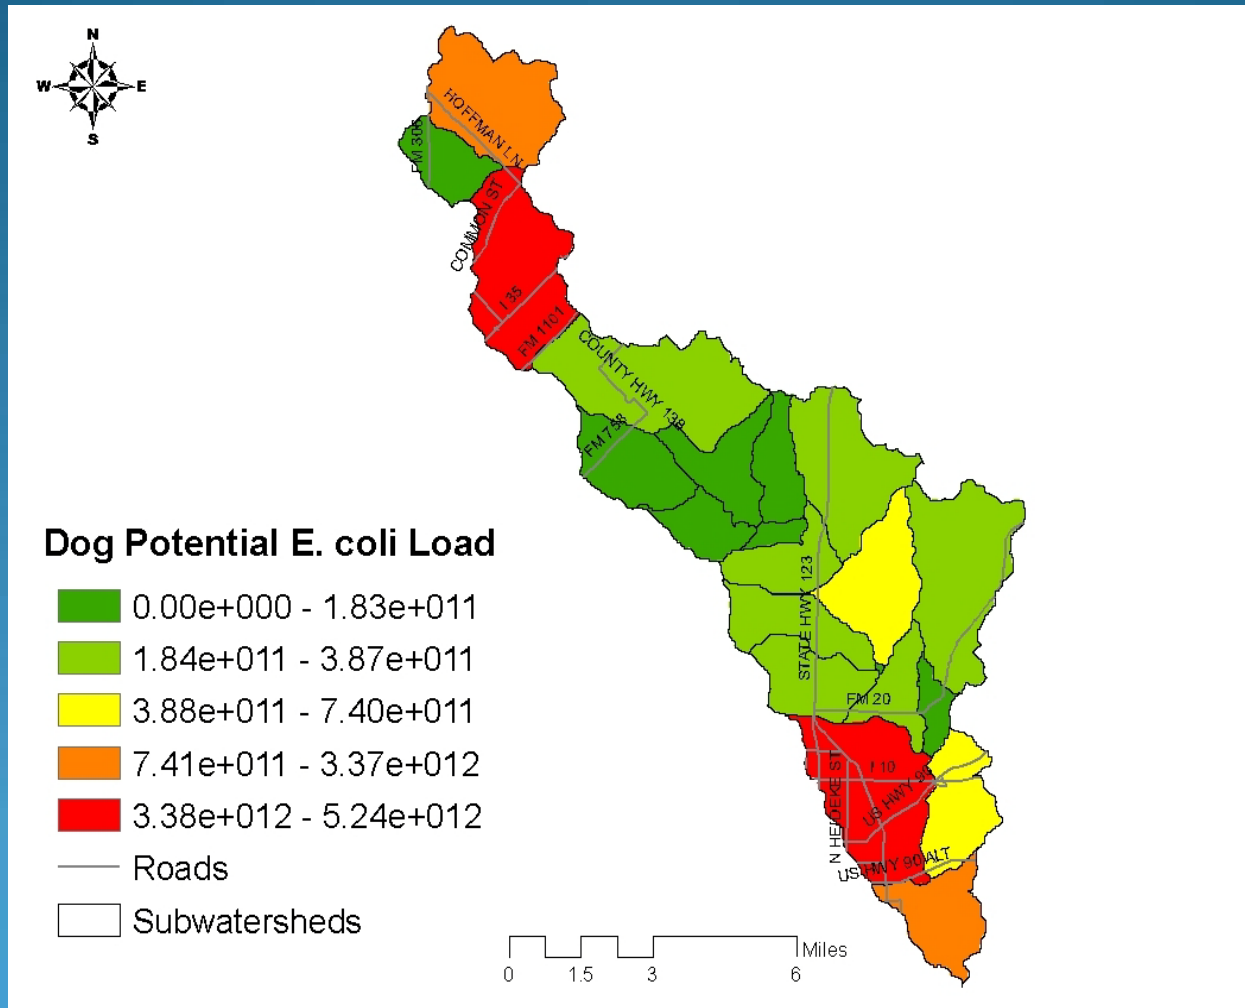 N
W
E
S
HOFFMAN LN
FM 306
COMMON ST
I 35
FM 1101
COUNTY HWY 138
FM 758
STATE HWY 123
FM 20
I 10
US HWY 90
N HEIDEKE ST
US HWY 90 ALT
Dog Potential E. coli Load
0.00e+000 - 1.83e+011
1.84e+011 - 3.87e+011
3.88e+011 - 7.40e+011
7.41e+011 - 3.37e+012
3.38e+012 - 5.24e+012
Roads
Subwatersheds
Miles
0 1.5 3 6